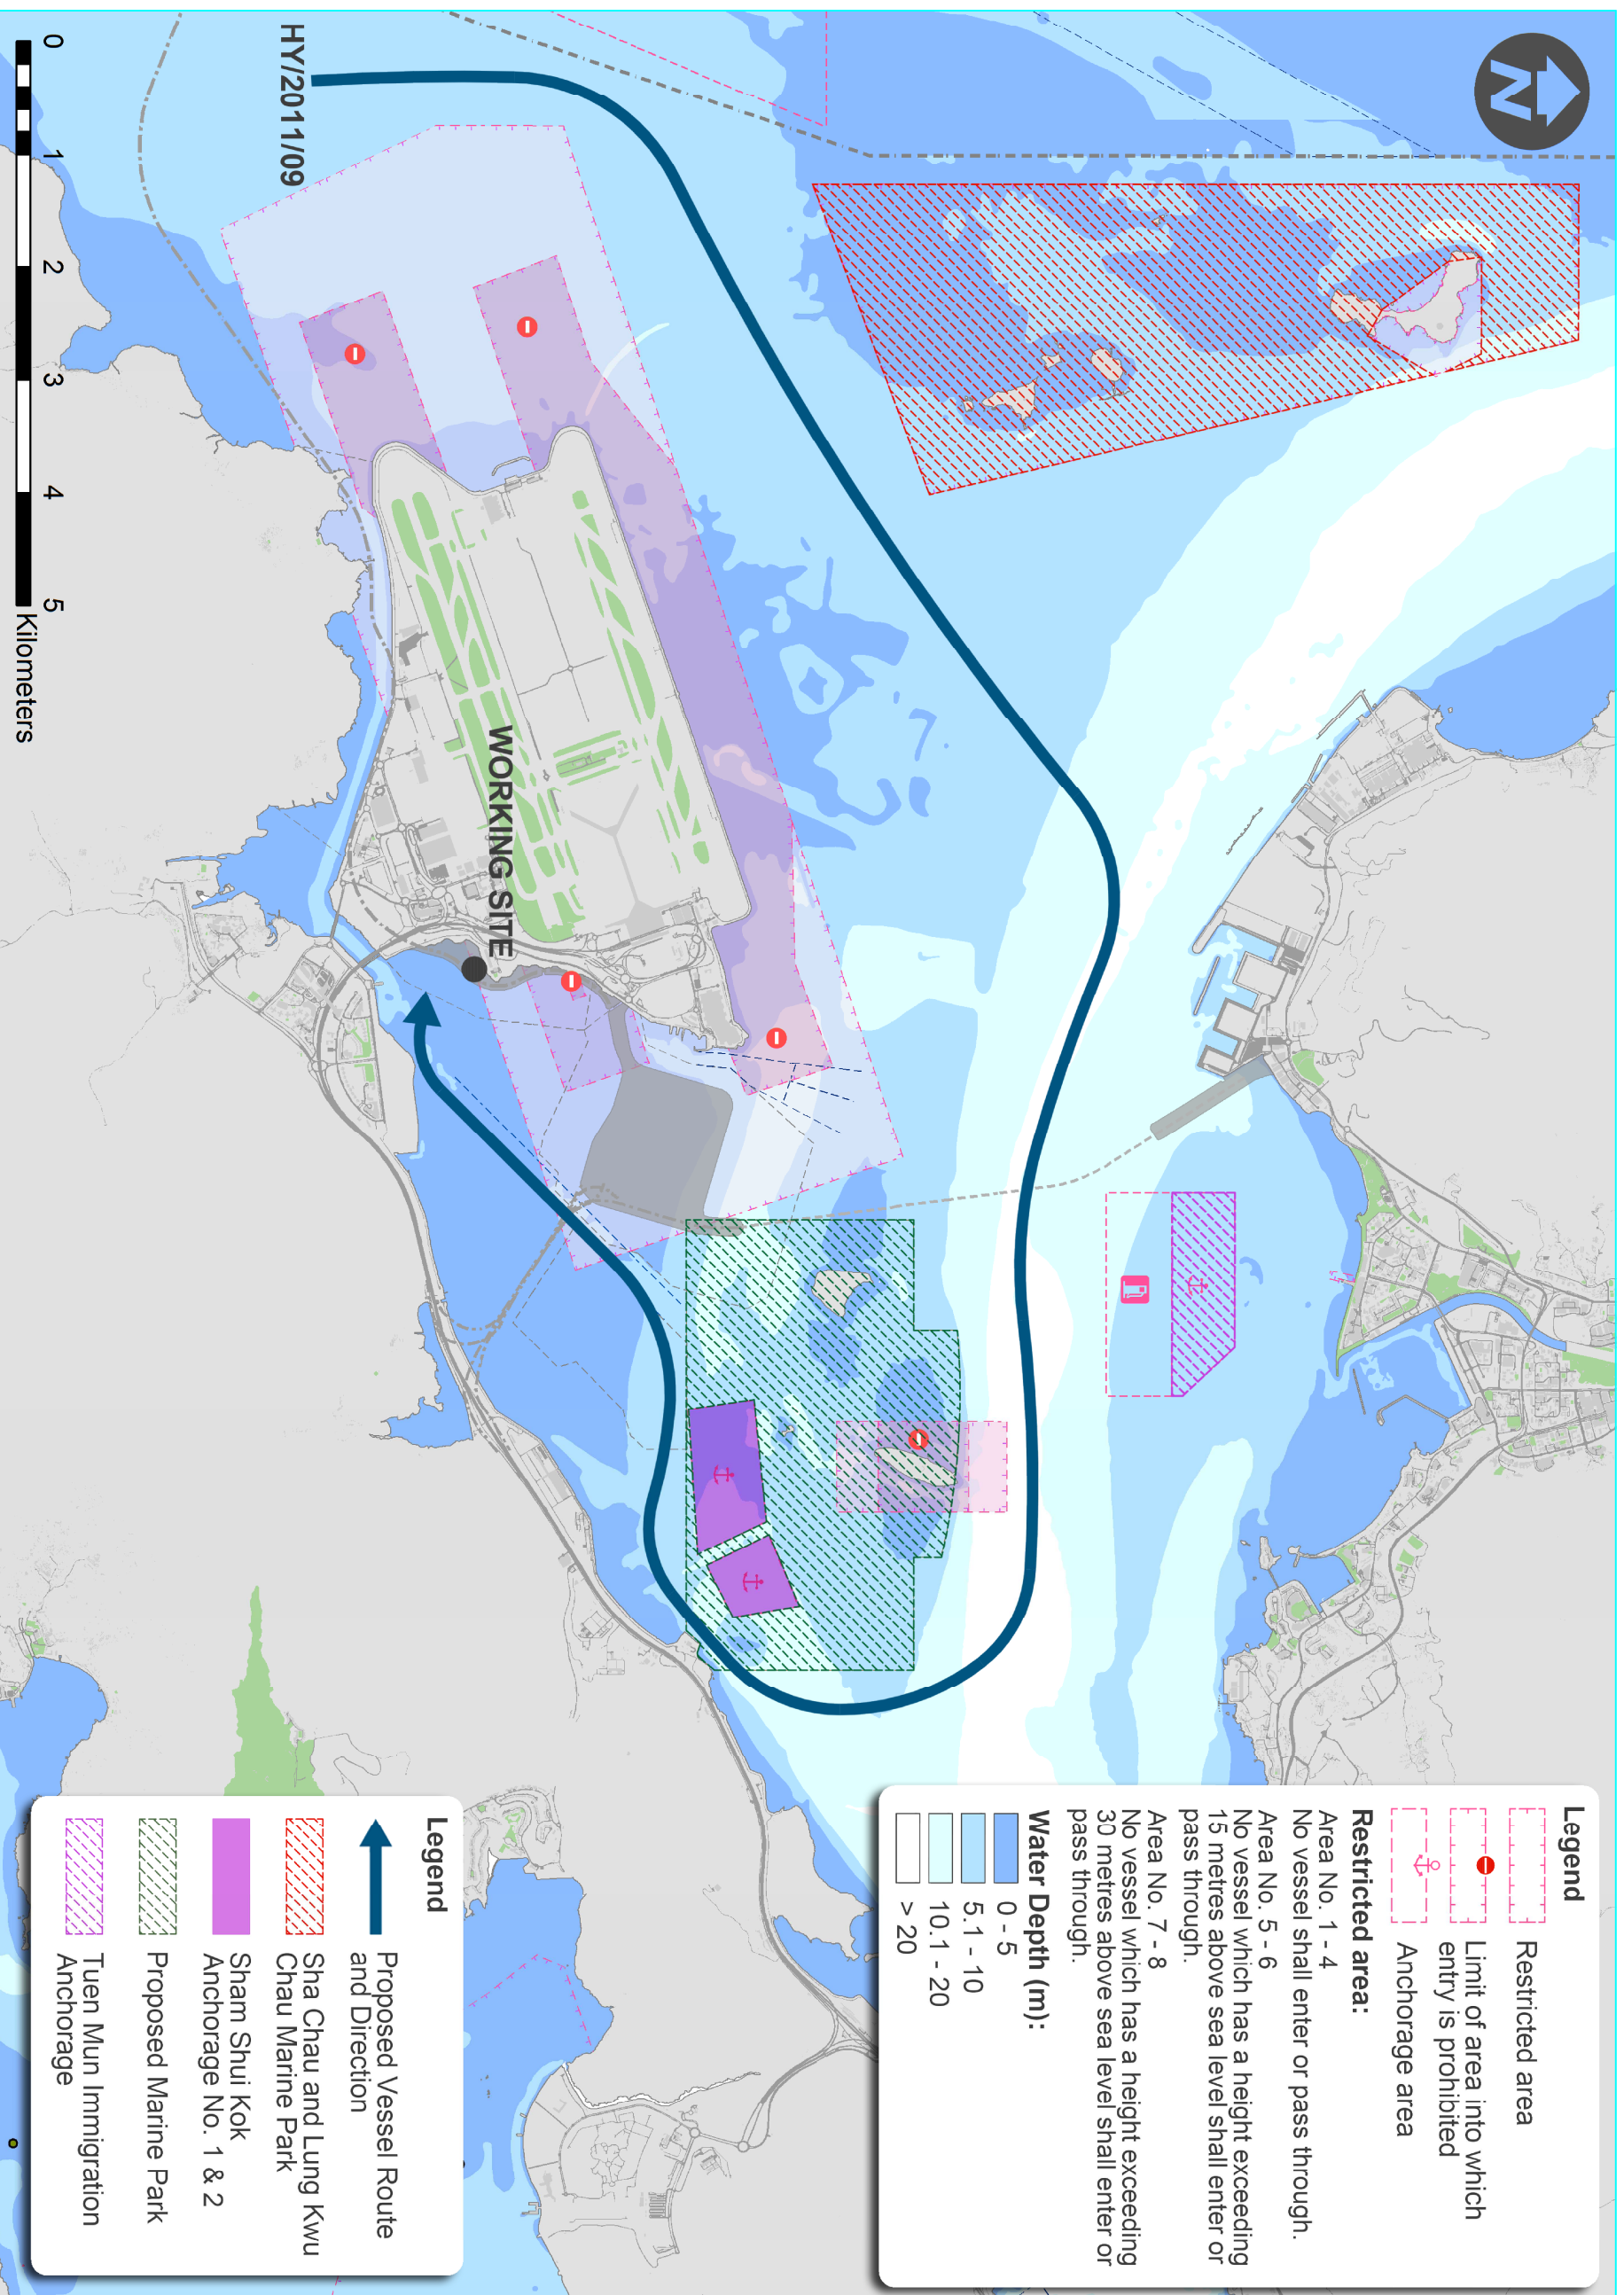 N
HY/2011/09
WORKING SITE
0 1 2 3 4 5
Kilometers
Legend
Restricted area
Limit of area into which
entry is prohibited
Anchorage area
Restricted area:
Area No. 1 - 4
No vessel shall enter or pass through.
Area No. 5 - 6
No vessel which has a height exceeding
15 metres above sea level shall enter or
pass through.
Area No. 7 - 8
No vessel which has a height exceeding
30 metres above sea level shall enter or
pass through.
Water Depth (m):
0 - 5
5.1 - 10
10.1 - 20
> 20
Legend
Proposed Vessel Route
and Direction
Sha Chau and Lung Kwu
Chau Marine Park
Sham Shui Kok
Anchorage No. 1 & 2
Proposed Marine Park
Tuen Mun Immigration
Anchorage